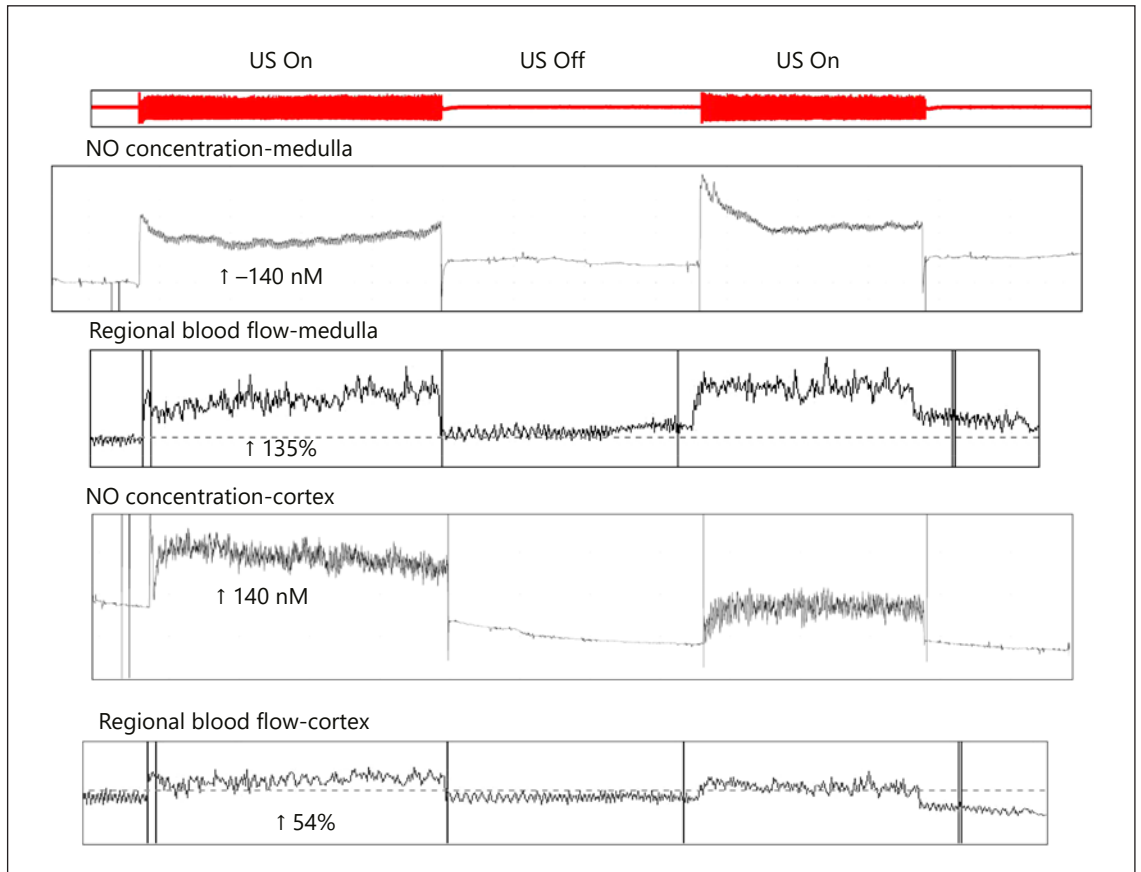 US On US Off US On
NO concentration-medulla
↑ –140 nM
Regional blood flow-medulla
↑ 135%
NO concentration-cortex
↑ 140 nM
Regional blood flow-cortex
↑ 54%